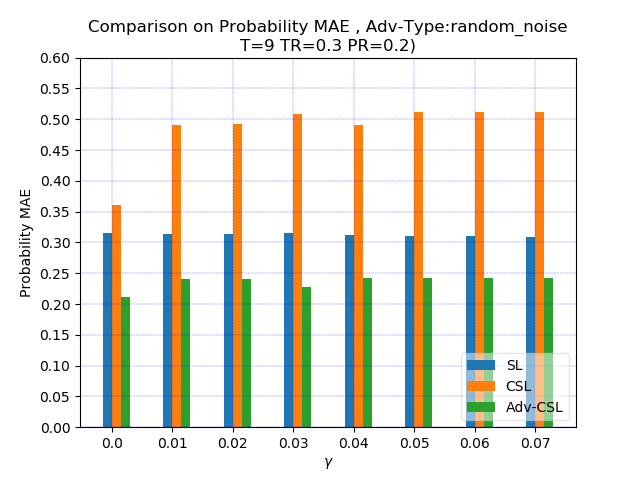 Comparison on Probability MAE , Adv-Type:random_noise
T=9 TR=0.3 PR=0.2)
0.60
0.55
0.50
0.45
0.40
0.35
0.30
0.25
0.20
0.15
0.10
0.05
0.00
Probability MAE
SL
CSL
Adv-CSL
0.0 0.01 0.02 0.03 0.04 0.05 0.06 0.07
γ